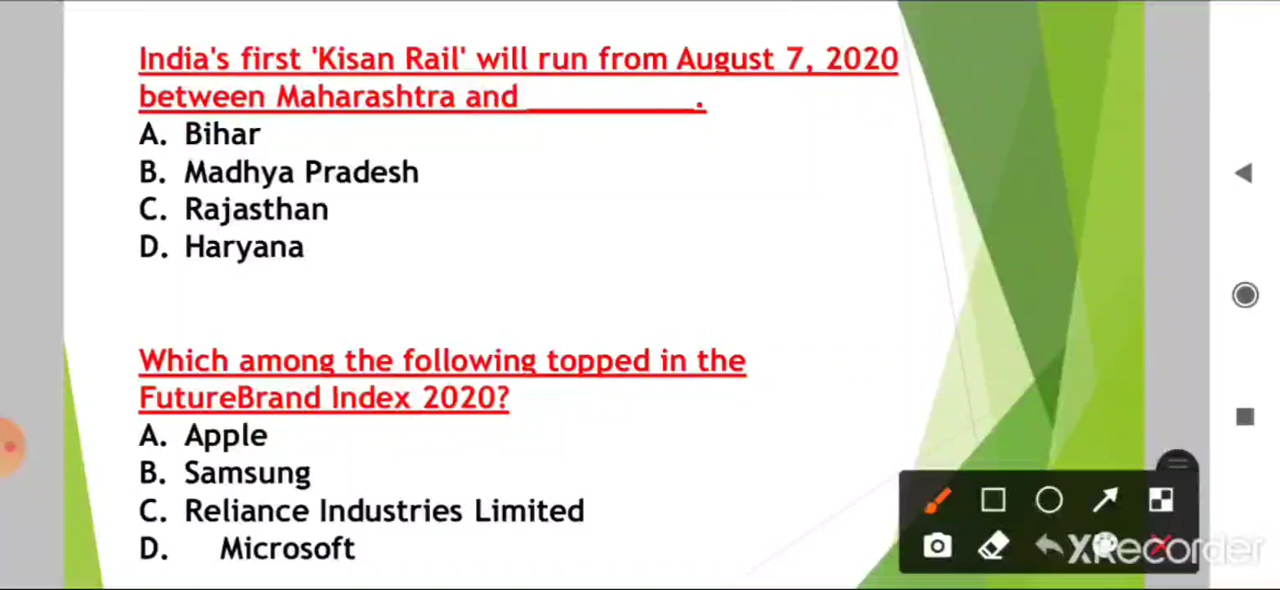 India's first 'Kisan Rail' will run from August 7, 2020
between Maharashtra and __________.
A. Bihar
B. Madhya Pradesh
C. Rajasthan
D. Haryana
Which among the following topped in the
FutureBrand Index 2020?
A. Apple
B. Samsung
C. Reliance Industries Limited
D. Microsoft
XRecorder